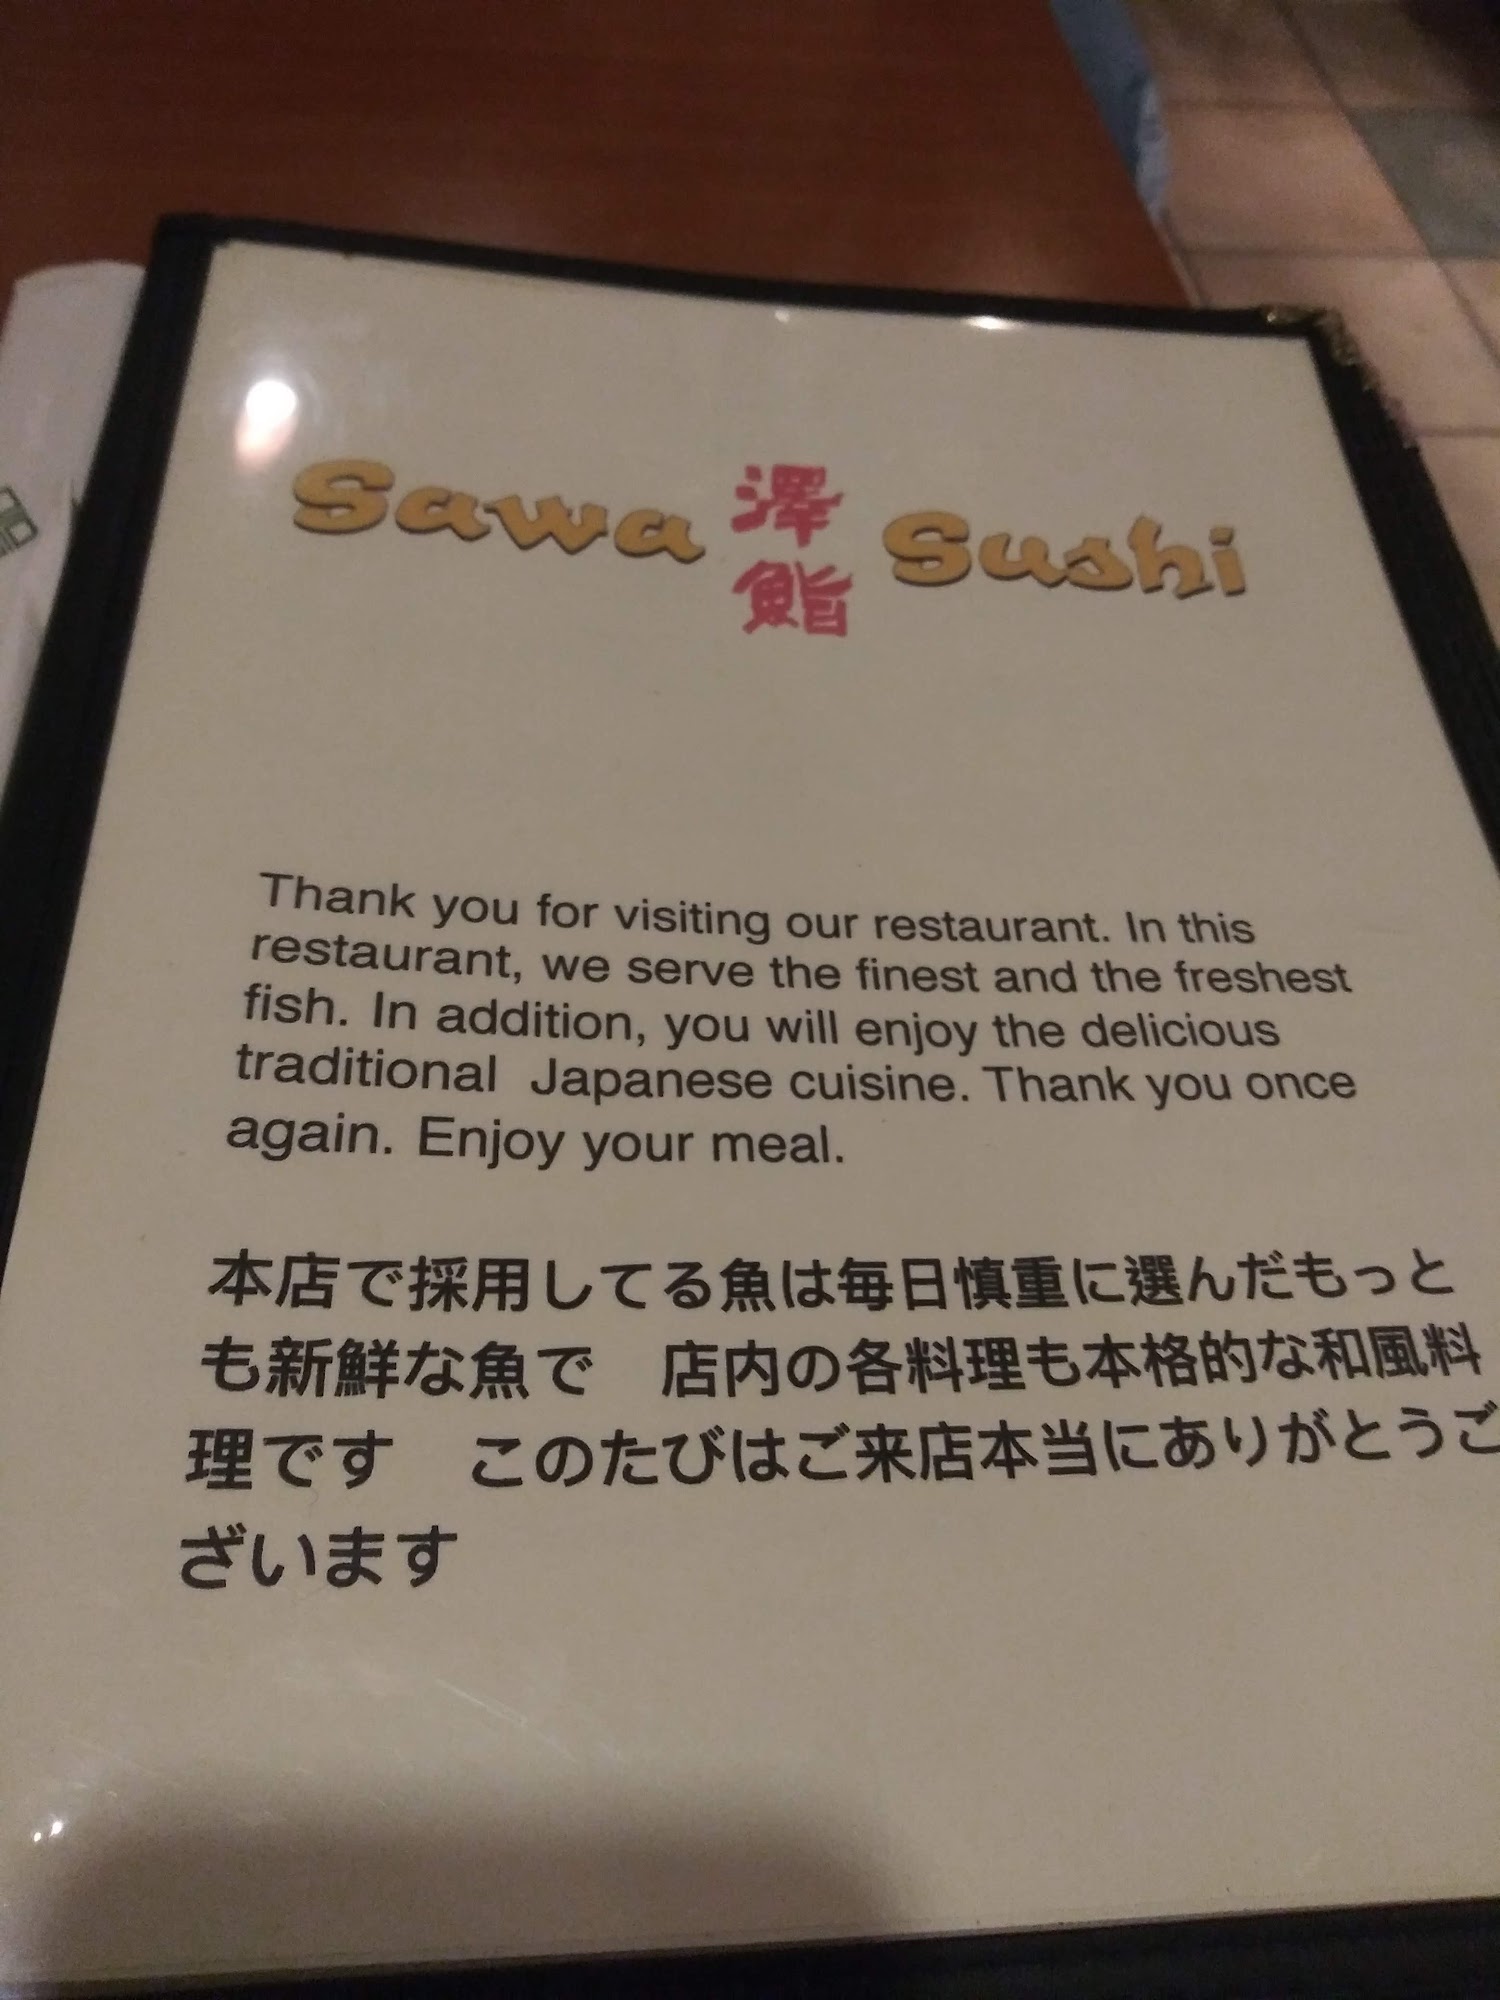 Sawa 澤鮨 Sushi
Thank you for visiting our restaurant. In this
restaurant, we serve the finest and the freshest
fish. In addition, you will enjoy the delicious
traditional Japanese cuisine. Thank you once
again. Enjoy your meal.
本店で採用してる魚は毎日慎重に選んだもっと
も新鮮な魚で　店内の各料理も本格的な和風料
理です　このたびはご来店本当にありがとうご
ざいます